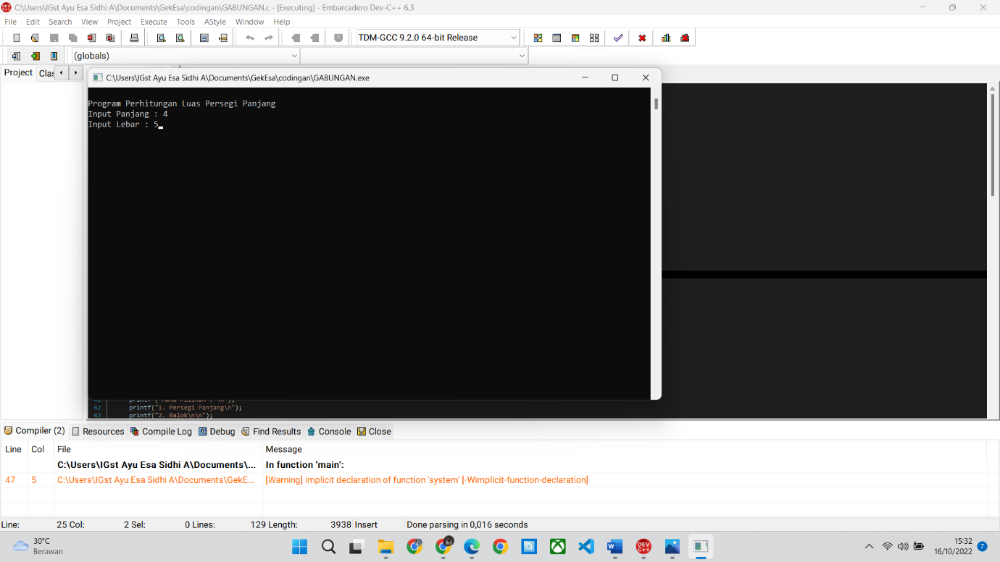 C:\Users\IGst Ayu Esa Sidhi A\Documents\GekEsa\codingan\GABUNGAN.c - [Executing] - Embarcadero Dev-C++ 6.3
File Edit Search View Project Execute Tools AStyle Window Help
TDM-GCC 9.2.0 64-bit Release
(globals)
Project Clas
C:\Users\IGst Ayu Esa Sidhi A\Documents\GekEsa\codingan\GABUNGAN.exe
Program Perhitungan Luas Persegi Panjang
Input Panjang : 4
Input Lebar : 5
42 printf("1. Persegi Panjang\n");
43 printf("2. Balok\n\n");
Compiler (2) Resources Compile Log Debug Find Results Console Close
Line Col File Message
C:\Users\IGst Ayu Esa Sidhi A\Documents\... In function 'main':
47 5 C:\Users\IGst Ayu Esa Sidhi A\Documents\GekE... [Warning] implicit declaration of function 'system' [-Wimplicit-function-declaration]
Line: 25 Col: 2 Sel: 0 Lines: 129 Length: 3938 Insert Done parsing in 0,016 seconds
30°C
Berawan
15:32
16/10/2022
7